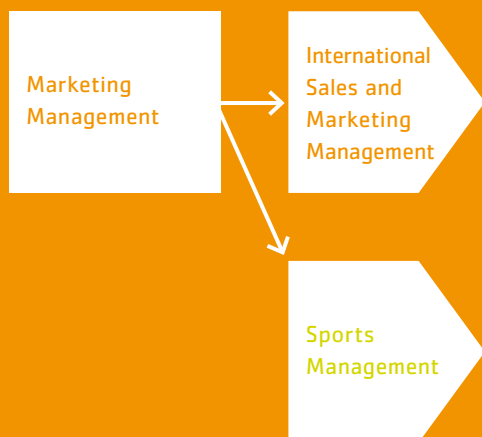 Marketing
Management
International
Sales and
Marketing
Management
Sports
Management